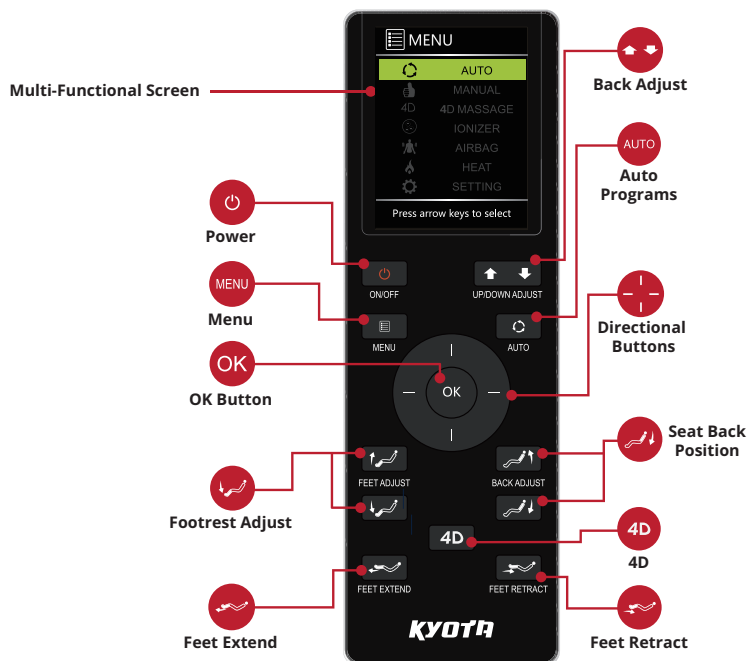 MENU
AUTO
MANUAL
4D 4D MASSAGE
IONIZER
AIRBAG
HEAT
SETTING
Press arrow keys to select
Multi-Functional Screen
Back Adjust
AUTO
Auto
Programs
Power
ON/OFF
UP/DOWN ADJUST
MENU
Menu
MENU
AUTO
Directional
Buttons
OK
OK Button
OK
Seat Back
Position
FEET ADJUST
BACK ADJUST
Footrest Adjust
4D
4D
4D
FEET EXTEND
FEET RETRACT
Feet Extend
KYOTA
Feet Retract